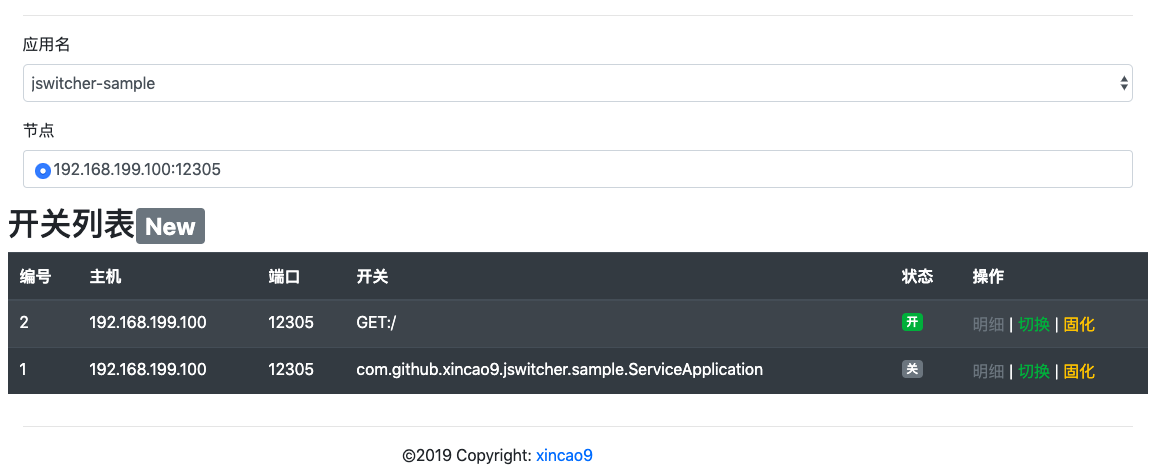 应用名
jswitcher-sample
节点
192.168.199.100:12305
开关列表 New
编号 主机 端口 开关 状态 操作
2 192.168.199.100 12305 GET:/ 开 明细 | 切换 | 固化
1 192.168.199.100 12305 com.github.xincao9.jswitcher.sample.ServiceApplication 关 明细 | 切换 | 固化
©2019 Copyright: xincao9